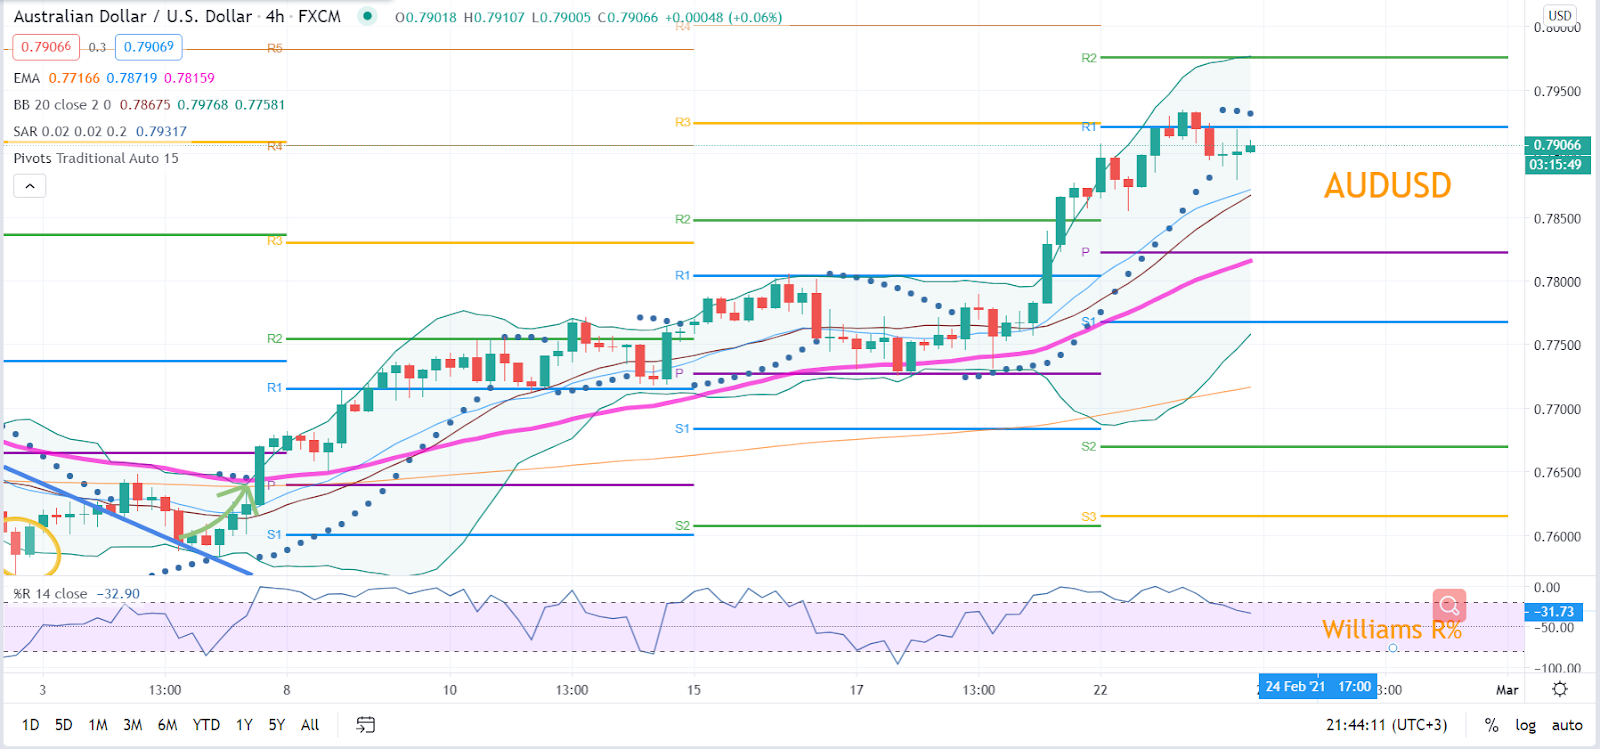 Australian Dollar / U.S. Dollar · 4h · FXCM O0.79018 H0.79107 L0.79005 C0.79066 +0.00048 (+0.06%)
0.79066 0.3 0.79069
EMA 0.77166 0.78719 0.78159
BB 20 close 2 0 0.78675 0.79768 0.77581
SAR 0.02 0.02 0.2 0.79317
Pivots Traditional Auto 15
USD
0.80000
0.79500
0.79066
03:15:49
0.78500
0.78000
0.77500
0.77000
0.76500
0.76000
R5
R4
R3
R2
R1
P
S1
R4
R3
R2
R1
P
S1
S2
R2
R1
P
S1
S2
S3
AUDUSD
%R 14 close −32.90
Williams R%
0.00
−31.73
−50.00
−100.00
3 13:00 8 10 13:00 15 17 13:00 22 24 Feb '21 17:00 Mar
1D 5D 1M 3M 6M YTD 1Y 5Y All
21:44:11 (UTC+3) % log auto